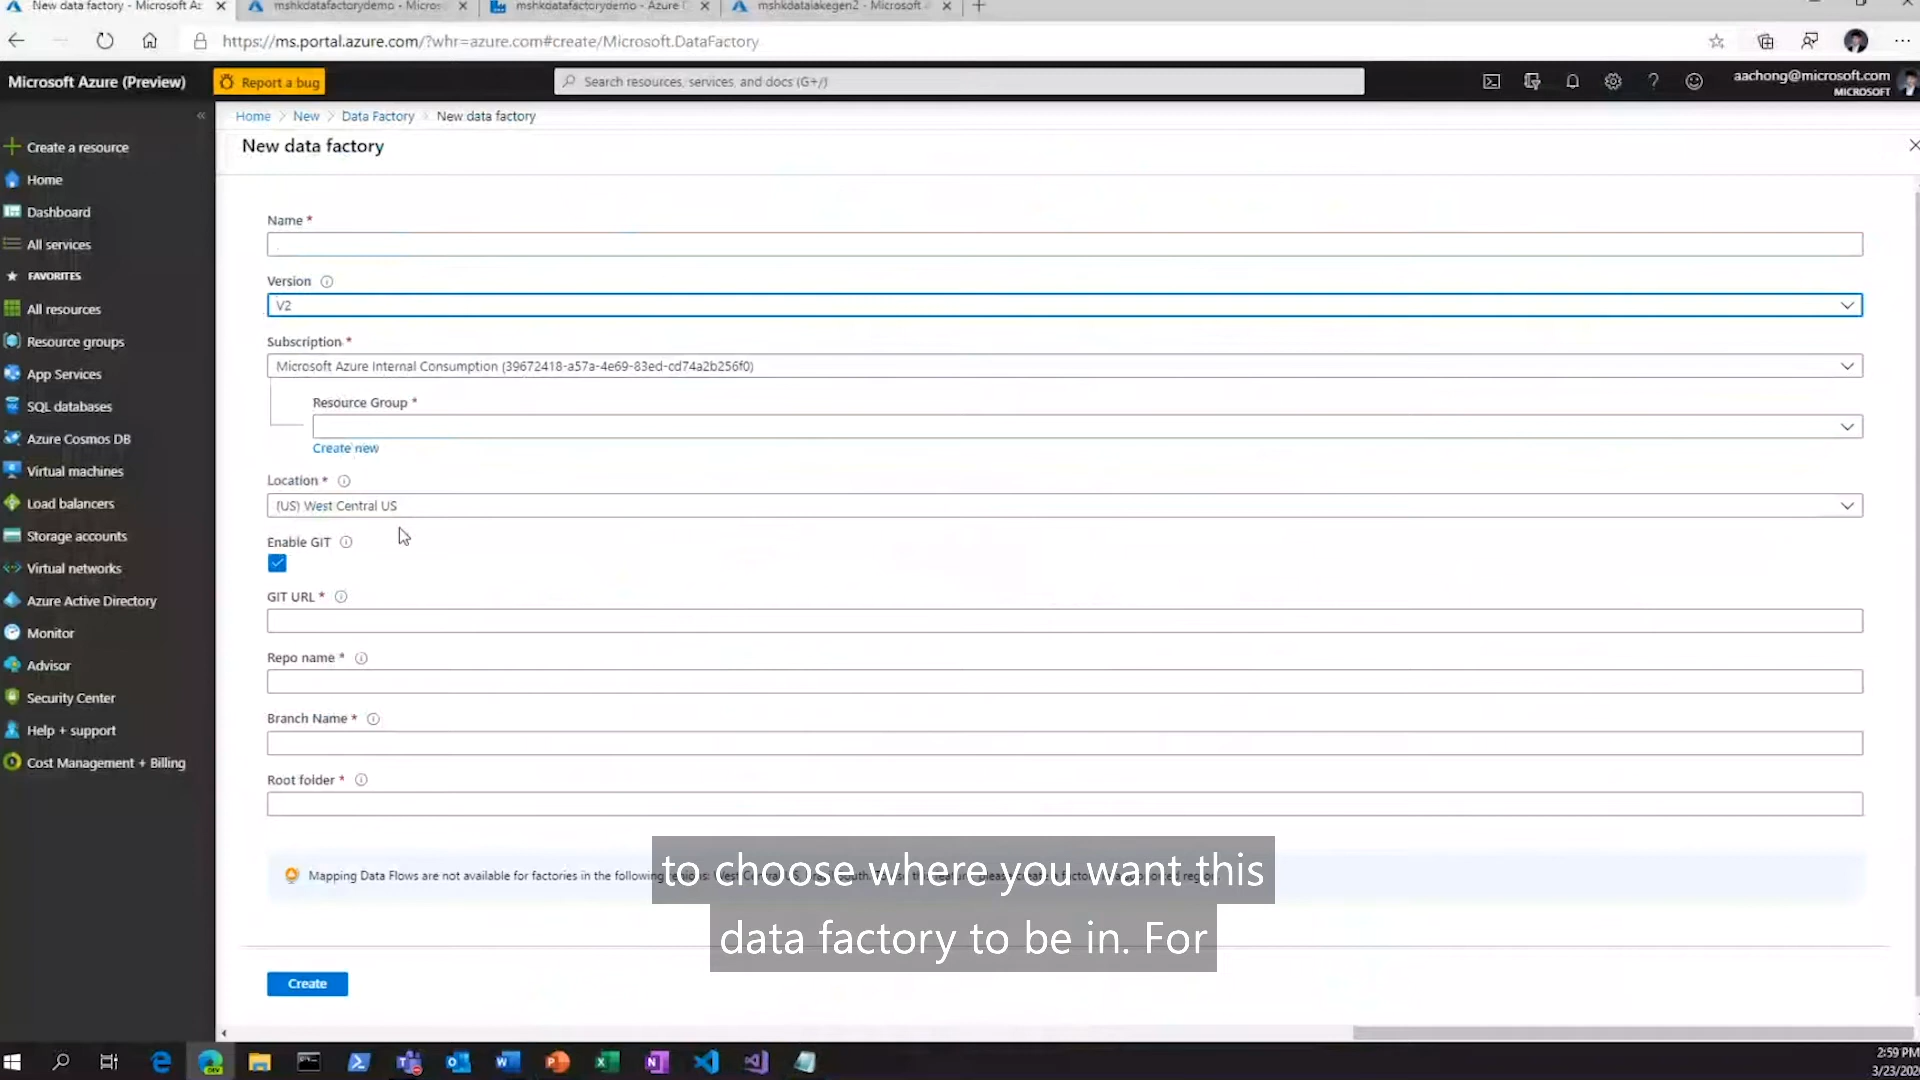 New data factory - Microsoft Az
mshkdatafactorydemo - Micros
mshkdatafactorydemo - Azure
mshkdatalakegen2 - Microsoft
https://ms.portal.azure.com/?whr=azure.com#create/Microsoft.DataFactory
Microsoft Azure (Preview)
Report a bug
Search resources, services, and docs (G+/)
aachong@microsoft.com
MICROSOFT
Home > New > Data Factory > New data factory
New data factory
Create a resource
Home
Dashboard
All services
FAVORITES
All resources
Resource groups
App Services
SQL databases
Azure Cosmos DB
Virtual machines
Load balancers
Storage accounts
Virtual networks
Azure Active Directory
Monitor
Advisor
Security Center
Help + support
Cost Management + Billing
Name *
Version
V2
Subscription *
Microsoft Azure Internal Consumption (39672418-a57a-4e69-83ed-cd74a2b256f0)
Resource Group *
Create new
Location *
(US) West Central US
Enable GIT
GIT URL *
Repo name *
Branch Name *
Root folder *
Mapping Data Flows are not available for factories in the following
to choose where you want this
data factory to be in. For
Create
2:59 PM
3/23/202